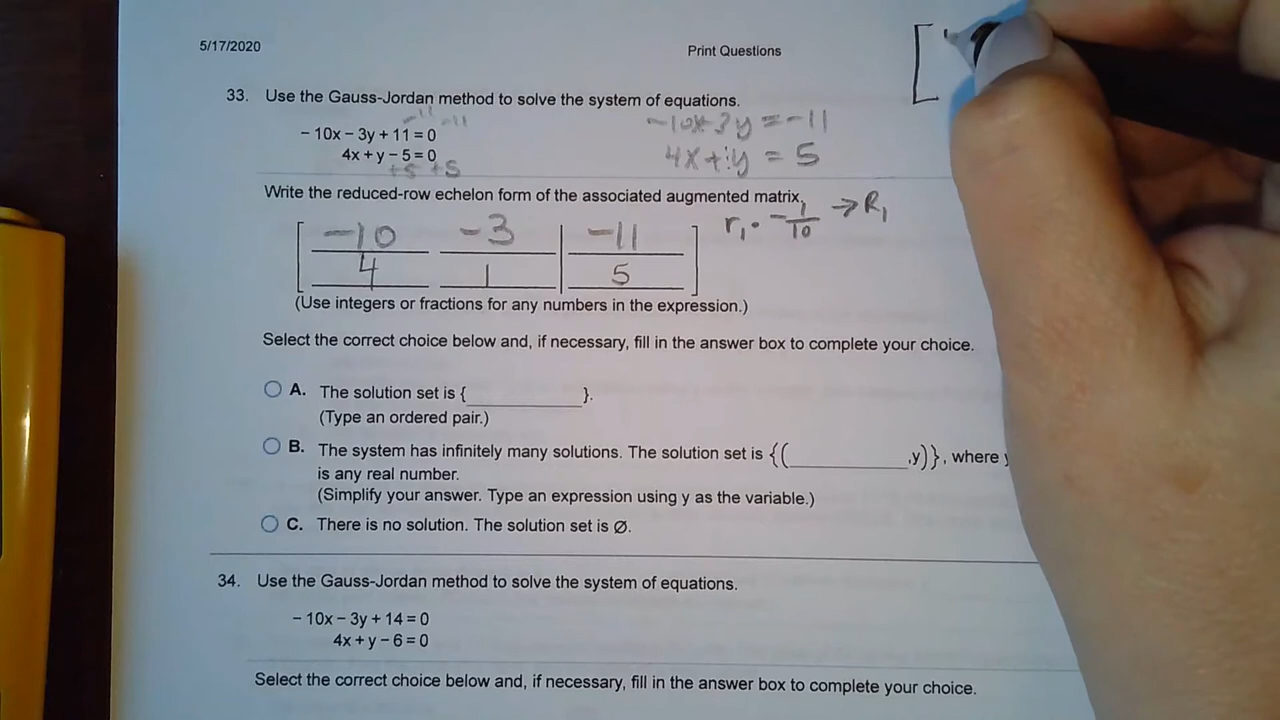 5/17/2020
Print Questions
33. Use the Gauss-Jordan method to solve the system of equations.
-11 -11
- 10x - 3y + 11 = 0
4x + y - 5 = 0
+5 +5
-10x-3y = -11
4x + 1y = 5
Write the reduced-row echelon form of the associated augmented matrix.
r₁ · -1/10 → R₁
-10 -3 -11
4 1 5
(Use integers or fractions for any numbers in the expression.)
Select the correct choice below and, if necessary, fill in the answer box to complete your choice.
A. The solution set is { }.
(Type an ordered pair.)
B. The system has infinitely many solutions. The solution set is {( ,y)}, where y
is any real number.
(Simplify your answer. Type an expression using y as the variable.)
C. There is no solution. The solution set is Ø.
34. Use the Gauss-Jordan method to solve the system of equations.
- 10x - 3y + 14 = 0
4x + y - 6 = 0
Select the correct choice below and, if necessary, fill in the answer box to complete your choice.